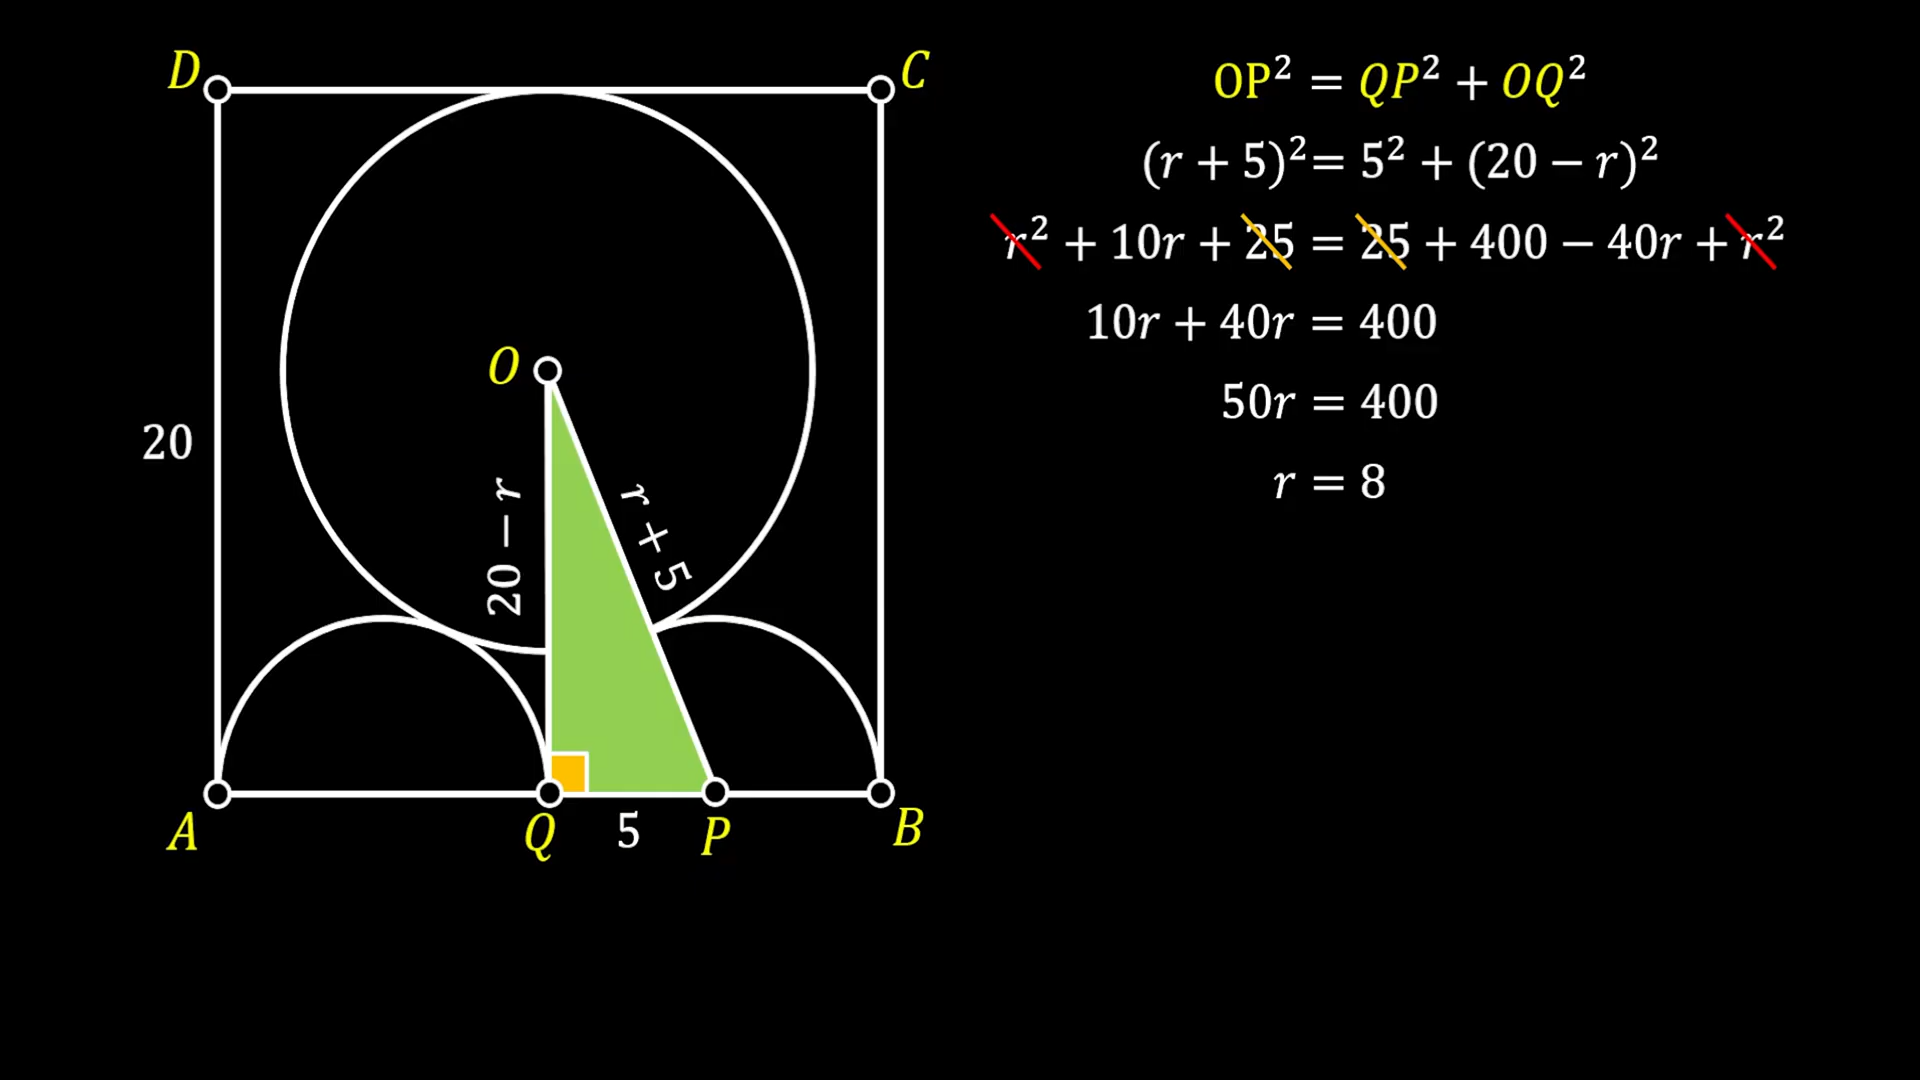 D
C
20
O
20 − r
r + 5
A
Q
5
P
B
OP² = QP² + OQ²
(r + 5)² = 5² + (20 − r)²
r² + 10r + 25 = 25 + 400 − 40r + r²
10r + 40r = 400
50r = 400
r = 8